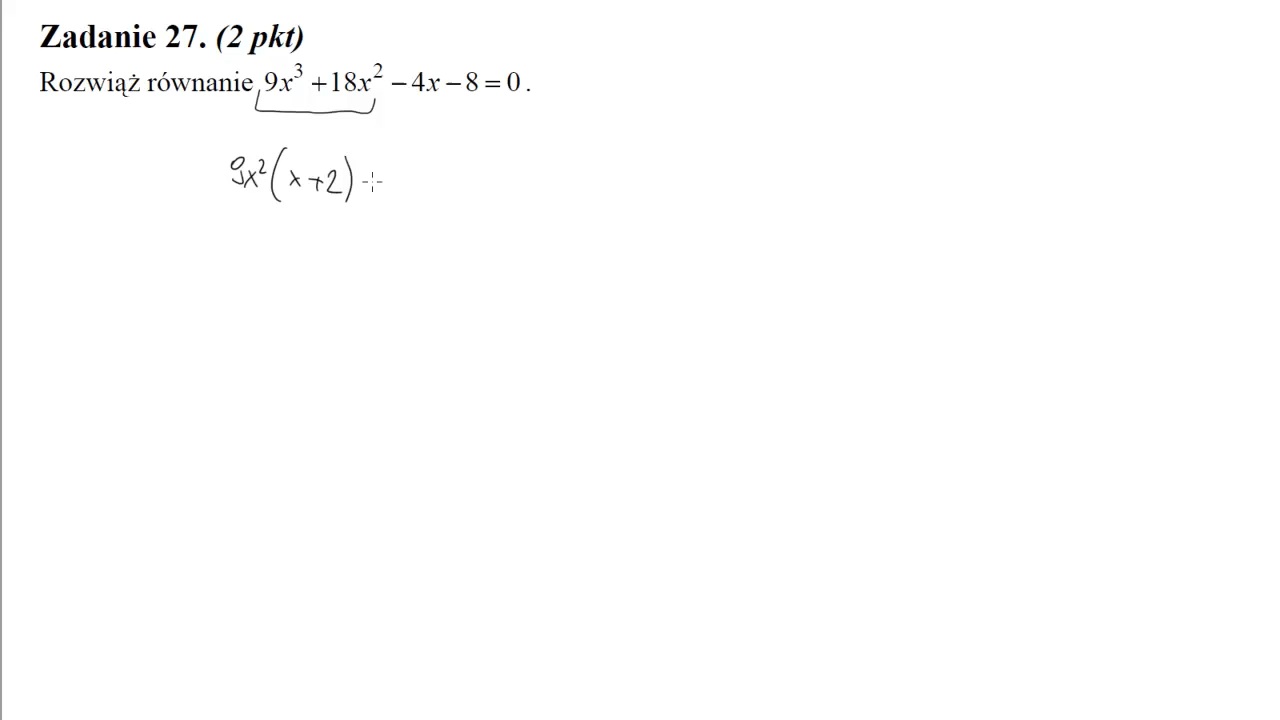 Zadanie 27. (2 pkt)
Rozwiąż równanie 9x³ + 18x² − 4x − 8 = 0.
9x²(x+2)